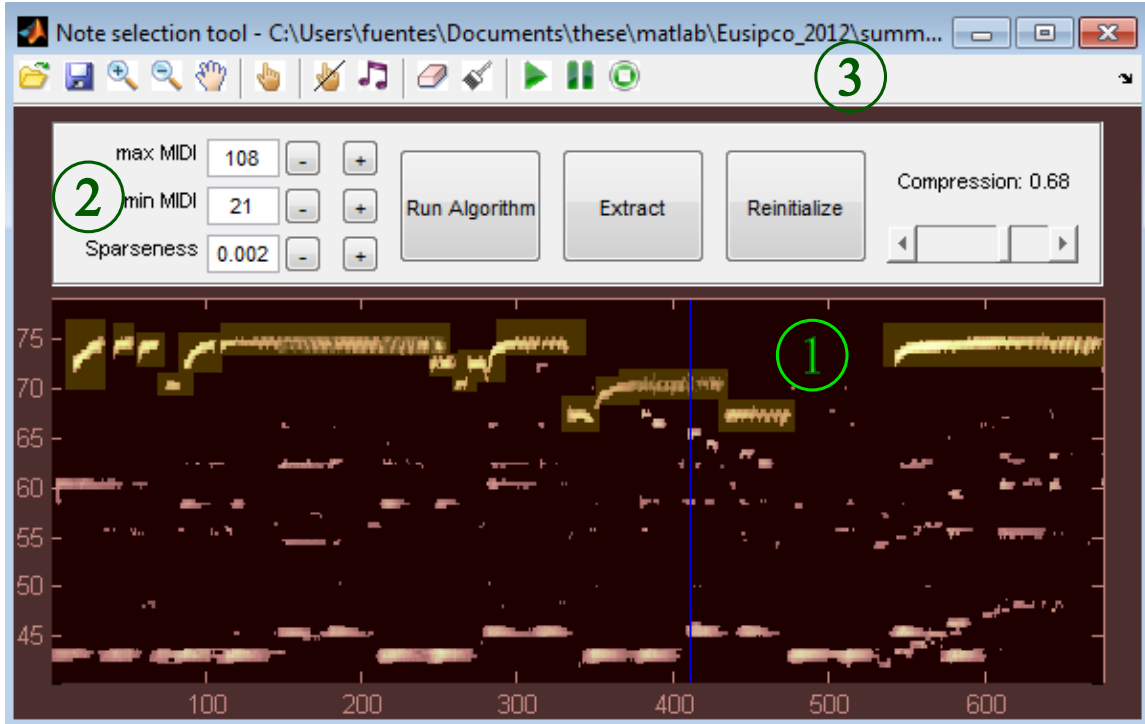 Note selection tool - C:\Users\fuentes\Documents\these\matlab\Eusipco_2012\summ...
3
max MIDI 108 - +
2 min MIDI 21 - +
Sparseness 0.002 - +
Run Algorithm
Extract
Reinitialize
Compression: 0.68
75
1
70
65
60
55
50
45
100 200 300 400 500 600